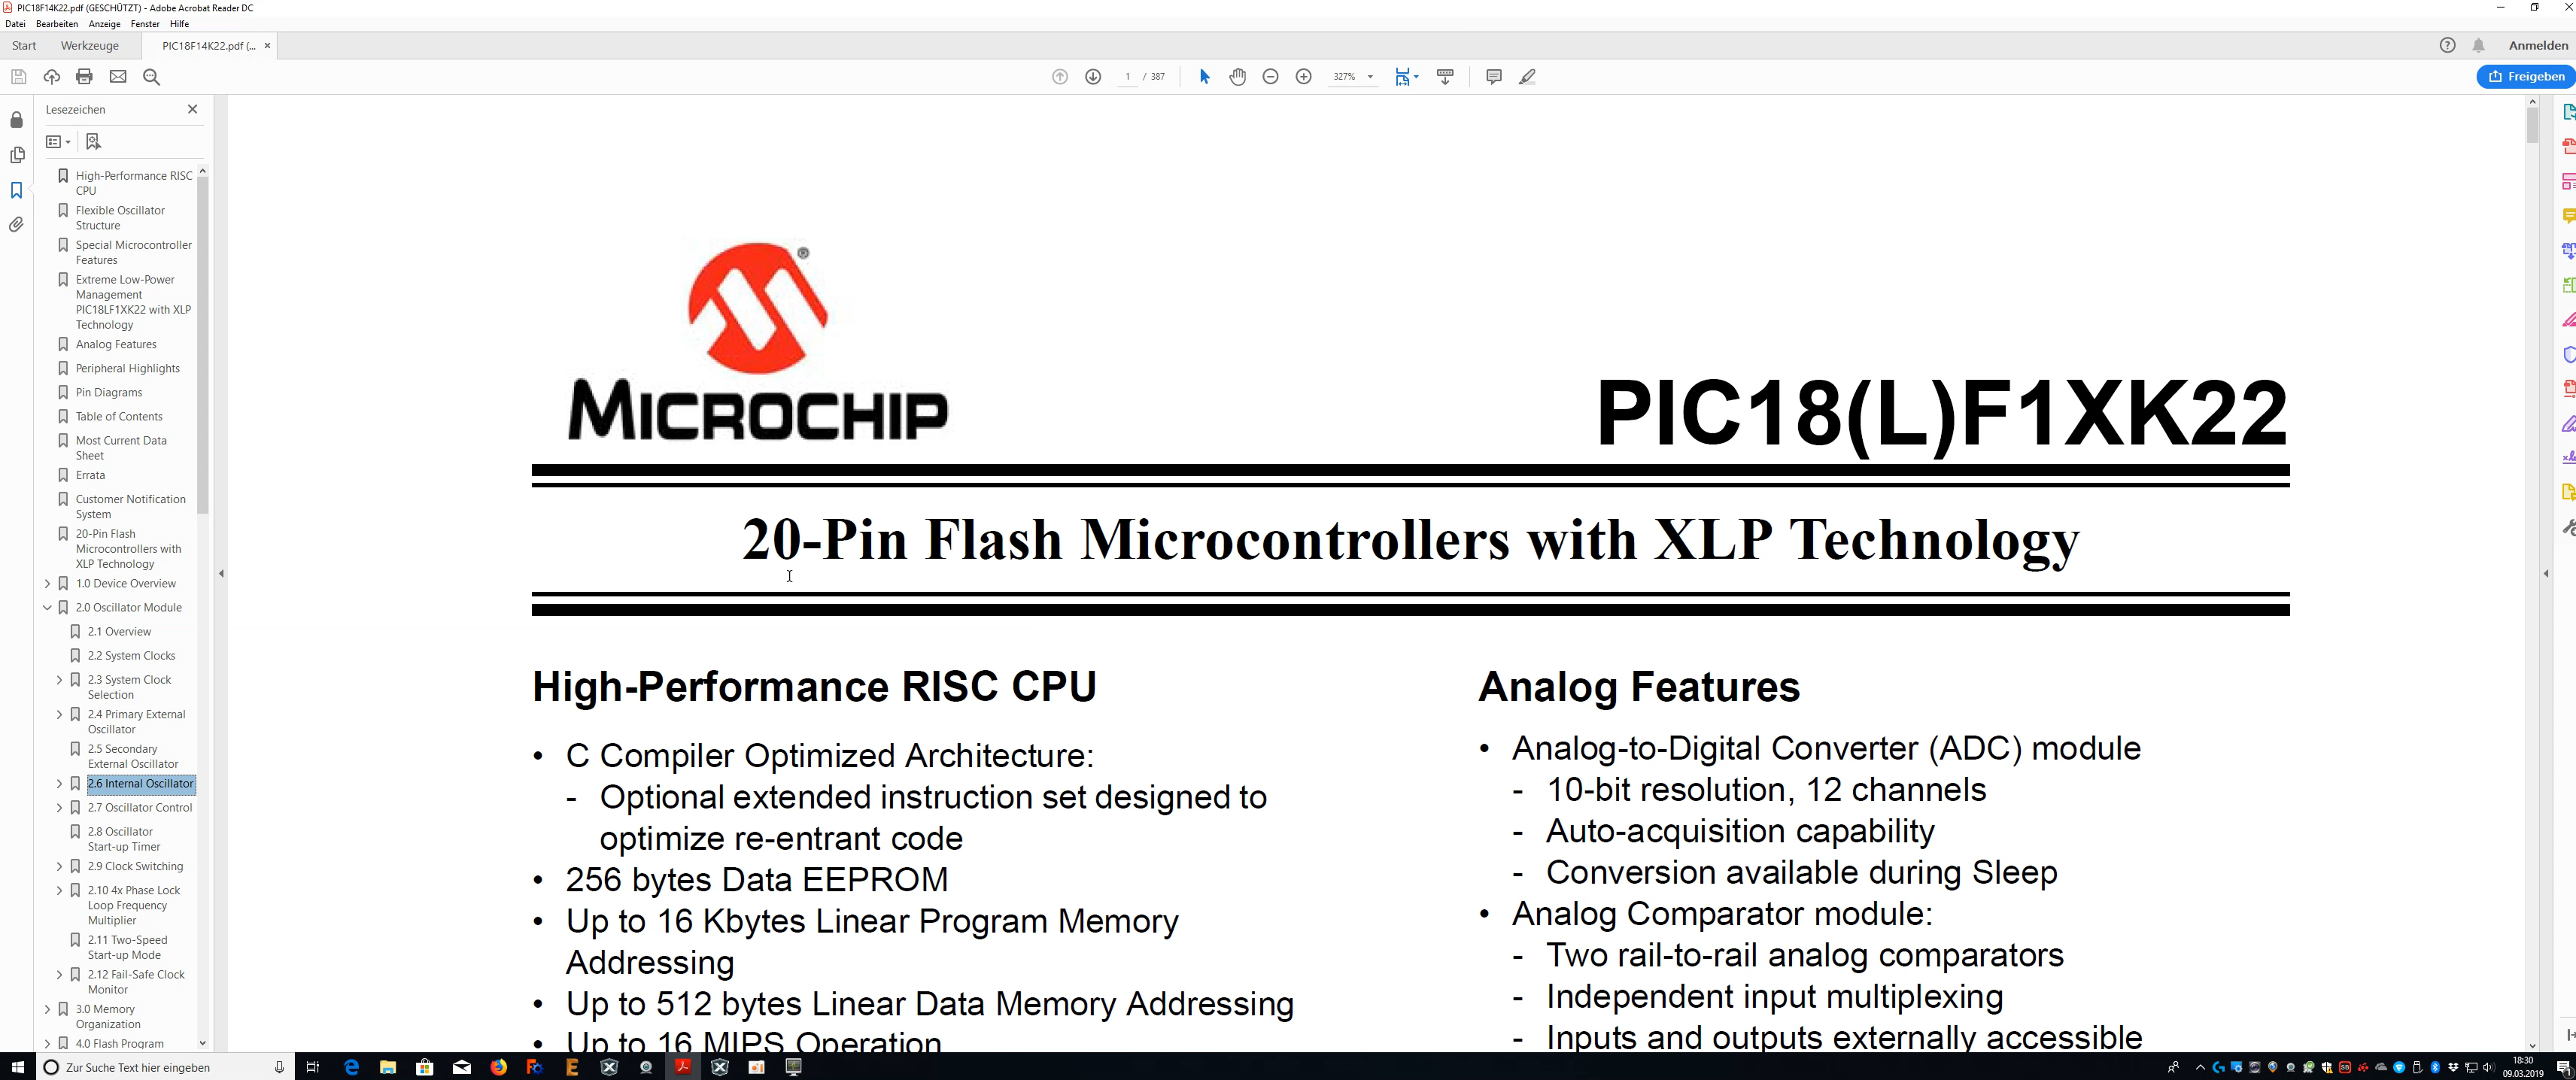 PIC18F14K22.pdf (GESCHÜTZT) - Adobe Acrobat Reader DC
Datei Bearbeiten Anzeige Fenster Hilfe
Start Werkzeuge PIC18F14K22.pdf (... × Anmelden
1 / 387 327% Freigeben
Lesezeichen
High-Performance RISC
CPU
Flexible Oscillator
Structure
Special Microcontroller
Features
Extreme Low-Power
Management
PIC18LF1XK22 with XLP
Technology
Analog Features
Peripheral Highlights
Pin Diagrams
Table of Contents
Most Current Data
Sheet
Errata
Customer Notification
System
20-Pin Flash
Microcontrollers with
XLP Technology
1.0 Device Overview
2.0 Oscillator Module
2.1 Overview
2.2 System Clocks
2.3 System Clock
Selection
2.4 Primary External
Oscillator
2.5 Secondary
External Oscillator
2.6 Internal Oscillator
2.7 Oscillator Control
2.8 Oscillator
Start-up Timer
2.9 Clock Switching
2.10 4x Phase Lock
Loop Frequency
Multiplier
2.11 Two-Speed
Start-up Mode
2.12 Fail-Safe Clock
Monitor
3.0 Memory
Organization
4.0 Flash Program
MICROCHIP
®
PIC18(L)F1XK22
20-Pin Flash Microcontrollers with XLP Technology
High-Performance RISC CPU
• C Compiler Optimized Architecture:
- Optional extended instruction set designed to
optimize re-entrant code
• 256 bytes Data EEPROM
• Up to 16 Kbytes Linear Program Memory
Addressing
• Up to 512 bytes Linear Data Memory Addressing
• Up to 16 MIPS Operation
Analog Features
• Analog-to-Digital Converter (ADC) module
- 10-bit resolution, 12 channels
- Auto-acquisition capability
- Conversion available during Sleep
• Analog Comparator module:
- Two rail-to-rail analog comparators
- Independent input multiplexing
- Inputs and outputs externally accessible
Zur Suche Text hier eingeben
18:30
09.03.2019